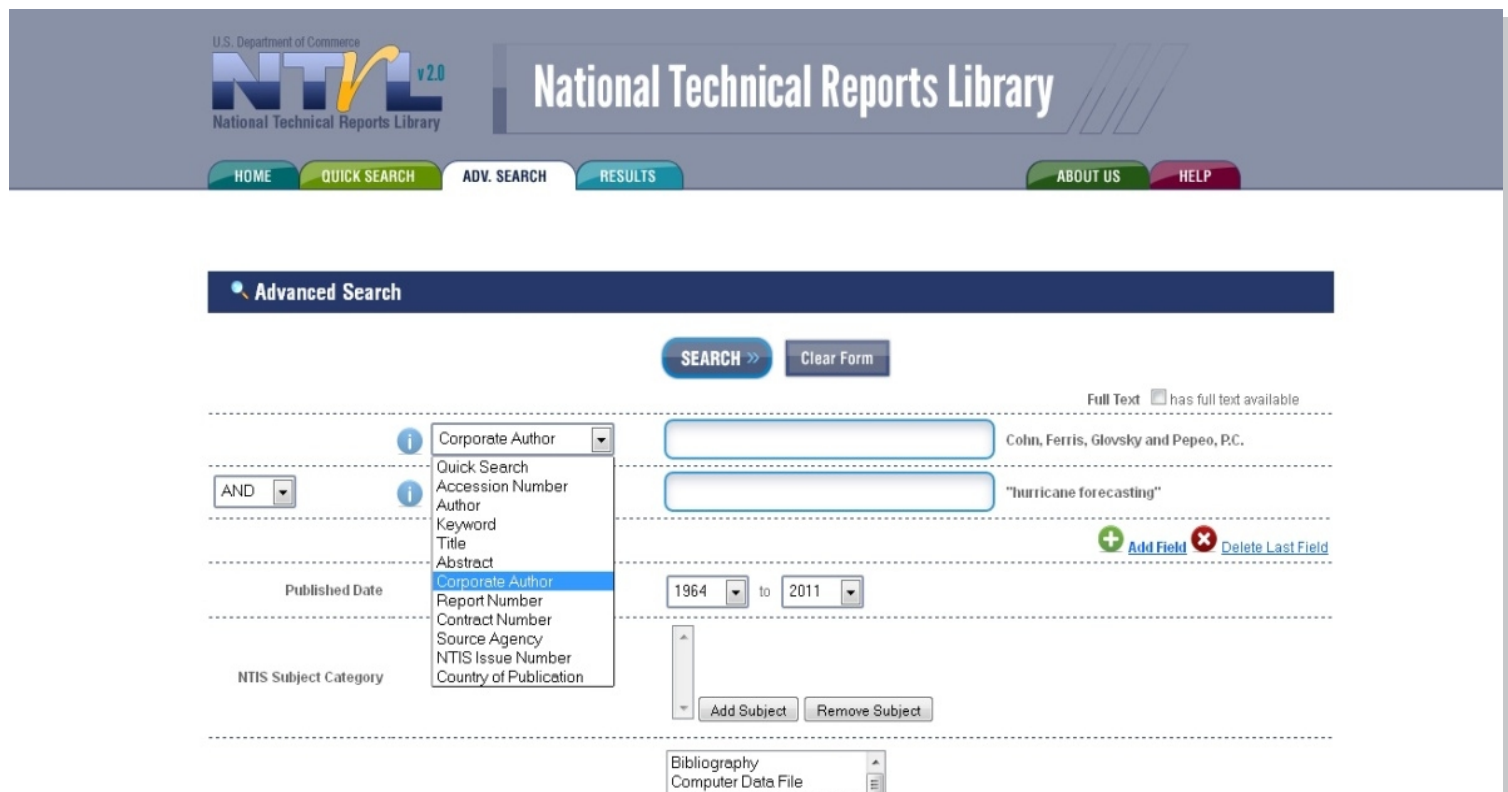 U.S. Department of Commerce
NTRL v 2.0
National Technical Reports Library
National Technical Reports Library
HOME QUICK SEARCH ADV. SEARCH RESULTS ABOUT US HELP
Advanced Search
SEARCH » Clear Form
Full Text has full text available
Corporate Author Cohn, Ferris, Glovsky and Pepeo, P.C.
Quick Search
Accession Number
AND "hurricane forecasting"
Author
Keyword
Title
Abstract
Add Field Delete Last Field
Corporate Author
Published Date 1964 to 2011
Report Number
Contract Number
Source Agency
NTIS Issue Number
NTIS Subject Category Country of Publication
Add Subject Remove Subject
Bibliography
Computer Data File